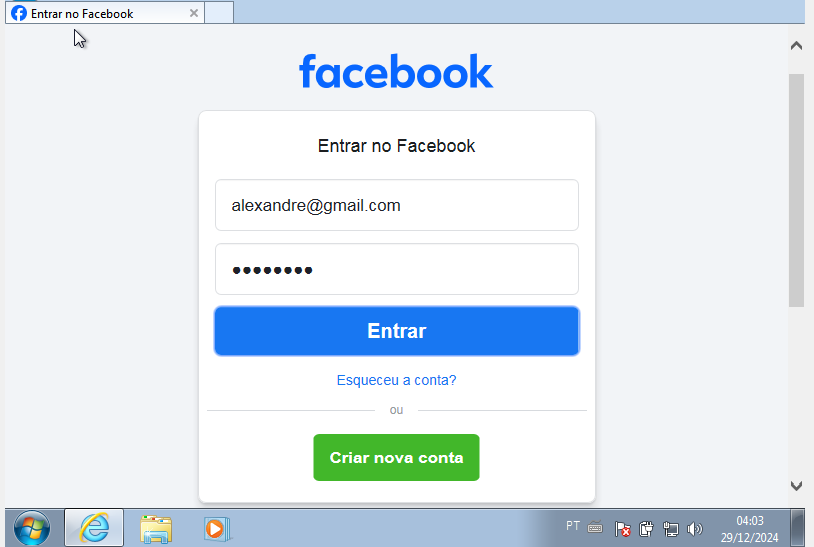 Entrar no Facebook
facebook
Entrar no Facebook
alexandre@gmail.com
Entrar
Esqueceu a conta?
ou
Criar nova conta
PT
04:03
29/12/2024